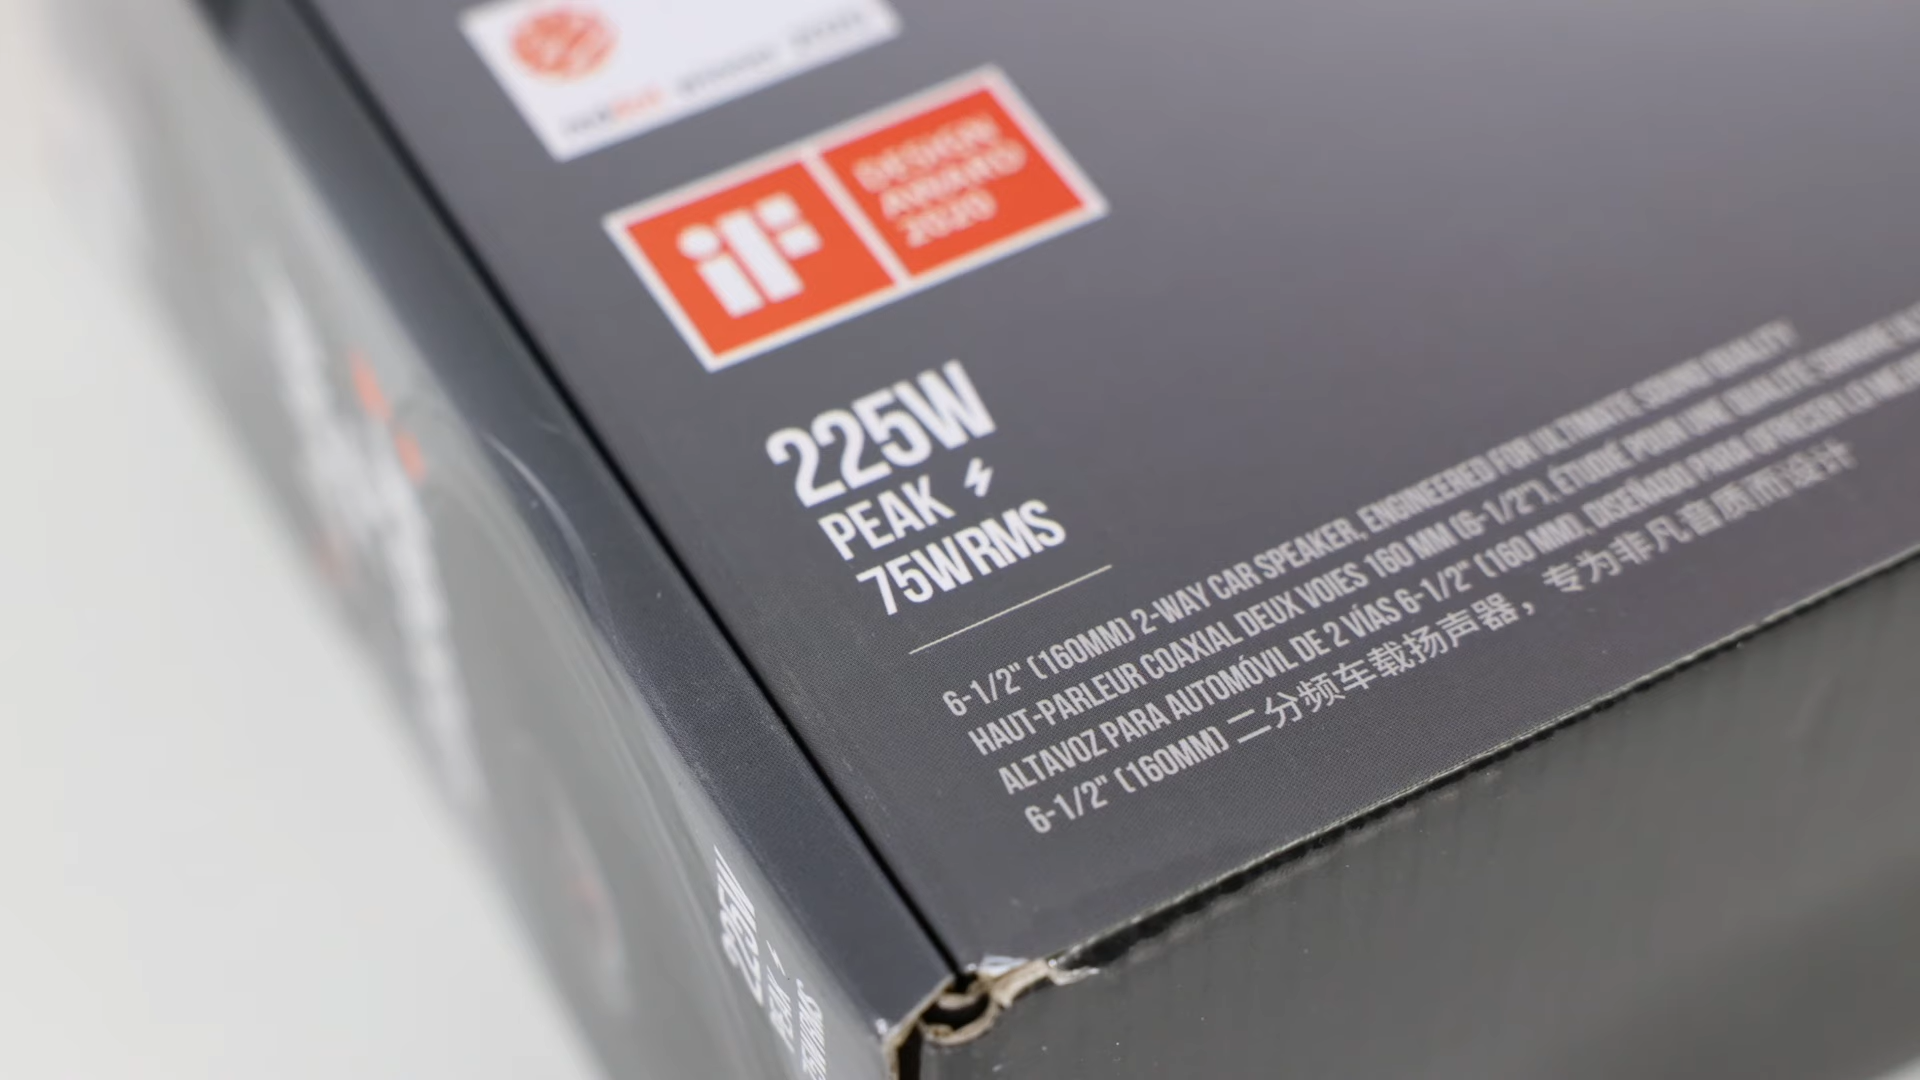 iF
DESIGN
AWARD
2020
225W
PEAK
75WRMS
6-1/2" (160MM) 2-WAY CAR SPEAKER, ENGINEERED FOR ULTIMATE SOUND QUALITY
HAUT-PARLEUR COAXIAL DEUX VOIES 160 MM (6-1/2"), ÉTUDIÉ POUR UNE QUALITÉ SONORE
ALTAVOZ PARA AUTOMÓVIL DE 2 VÍAS 6-1/2" (160 MM), DISEÑADO PARA OFRECER LO
6-1/2" (160MM) 二分频车载扬声器，专为非凡音质而设计